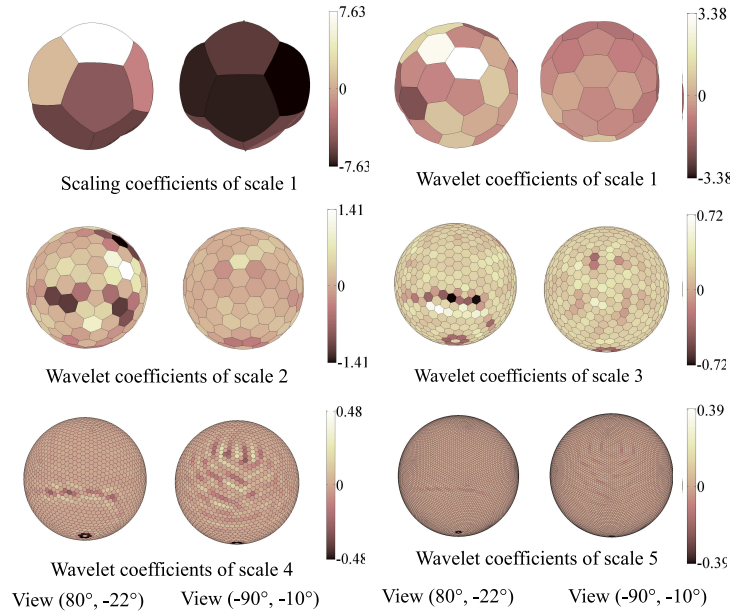 7.63
0
-7.63
3.38
0
-3.38
Scaling coefficients of scale 1
Wavelet coefficients of scale 1
1.41
0
-1.41
0.72
0
-0.72
Wavelet coefficients of scale 2
Wavelet coefficients of scale 3
0.48
0
-0.48
0.39
0
-0.39
Wavelet coefficients of scale 4
Wavelet coefficients of scale 5
View (80°, -22°)
View (-90°, -10°)
View (80°, -22°)
View (-90°, -10°)